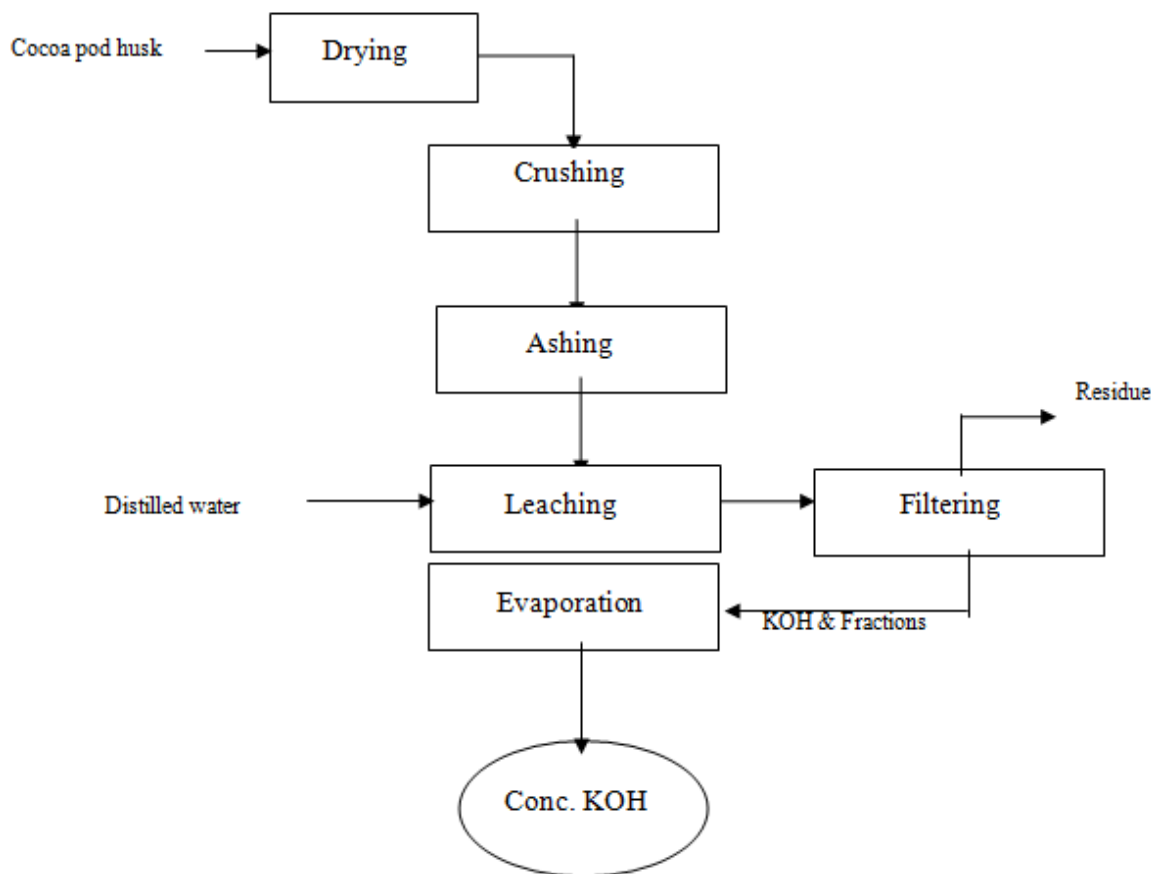 Cocoa pod husk
Drying
Crushing
Ashing
Residue
Distilled water
Leaching
Filtering
Evaporation
KOH & Fractions
Conc. KOH